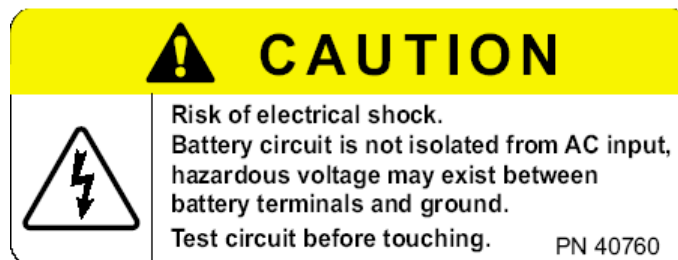 CAUTION
Risk of electrical shock.
Battery circuit is not isolated from AC input,
hazardous voltage may exist between
battery terminals and ground.
Test circuit before touching.
PN 40760